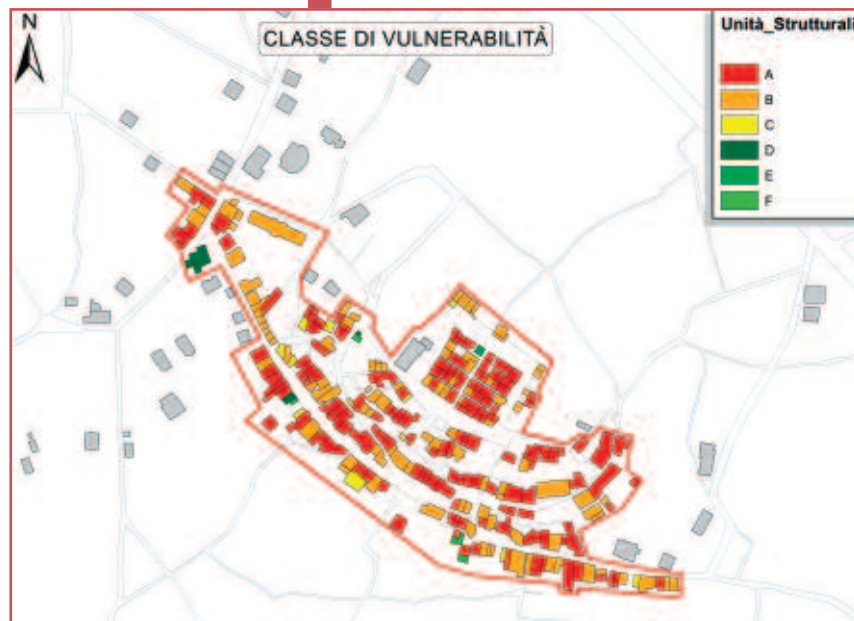 N
CLASSE DI VULNERABILITÀ
Unità_Strutturali
A
B
C
D
E
F